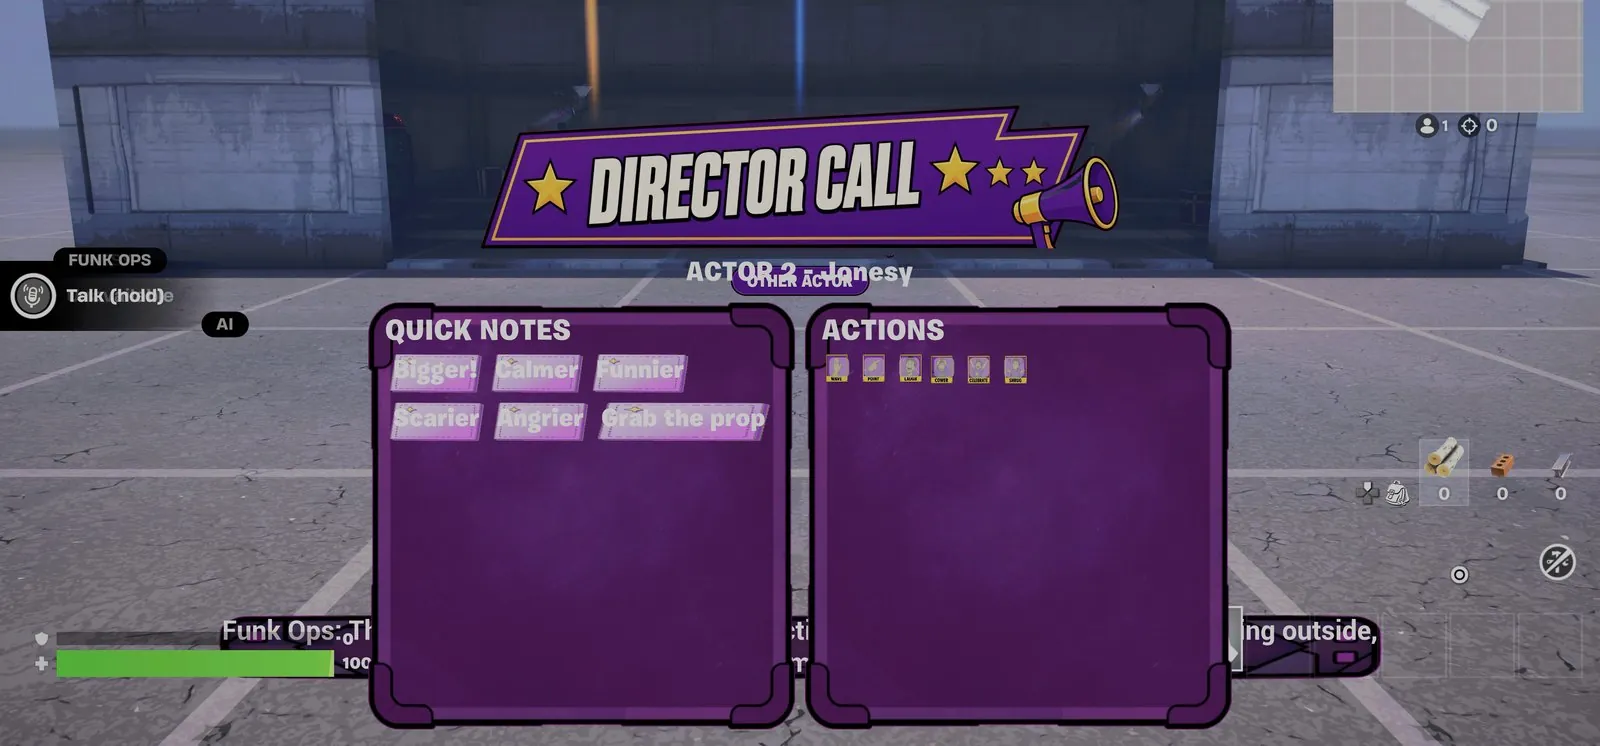 DIRECTOR CALL
1 0
FUNK OPS
Talk (hold)
AI
ACTOR 2 - Jonesy
OTHER ACTOR
QUICK NOTES
Bigger! Calmer Funnier
Scarier Angrier Grab the prop
ACTIONS
WAVE POINT LAUGH COWER CELEBRATE SHRUG
0 0 0
Funk Ops: Th
ing outside,
0
100